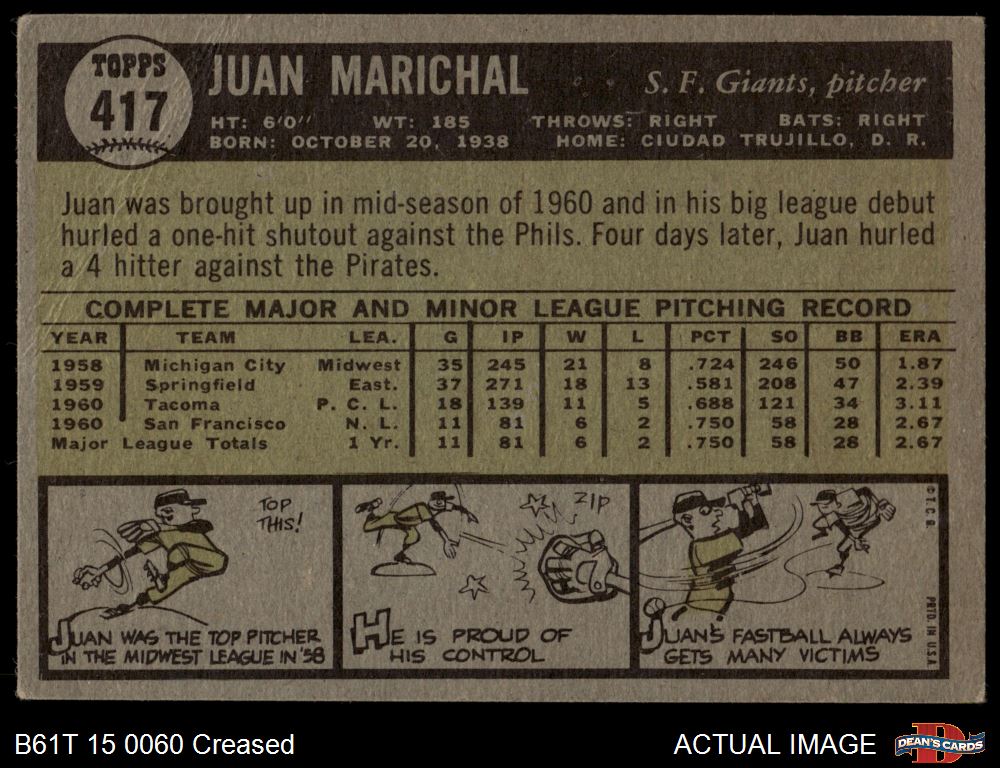 TOPPS
417
JUAN MARICHAL
S. F. Giants, pitcher
HT: 6'0" WT: 185 THROWS: RIGHT BATS: RIGHT
BORN: OCTOBER 20, 1938 HOME: CIUDAD TRUJILLO, D. R.
Juan was brought up in mid-season of 1960 and in his big league debut
hurled a one-hit shutout against the Phils. Four days later, Juan hurled
a 4 hitter against the Pirates.
COMPLETE MAJOR AND MINOR LEAGUE PITCHING RECORD
YEAR TEAM LEA. G IP W L PCT SO BB ERA
1958 Michigan City Midwest 35 245 21 8 .724 246 50 1.87
1959 Springfield East. 37 271 18 13 .581 208 47 2.39
1960 Tacoma P. C. L. 18 139 11 5 .688 121 34 3.11
1960 San Francisco N. L. 11 81 6 2 .750 58 28 2.67
Major League Totals 1 Yr. 11 81 6 2 .750 58 28 2.67
TOP
THIS!
JUAN WAS THE TOP PITCHER
IN THE MIDWEST LEAGUE IN '58
ZIP
HE IS PROUD OF
HIS CONTROL
JUAN'S FASTBALL ALWAYS
GETS MANY VICTIMS
© T. C. G.
PRTD. IN U.S.A.
B61T 15 0060 Creased
ACTUAL IMAGE
D
DEAN'S CARDS